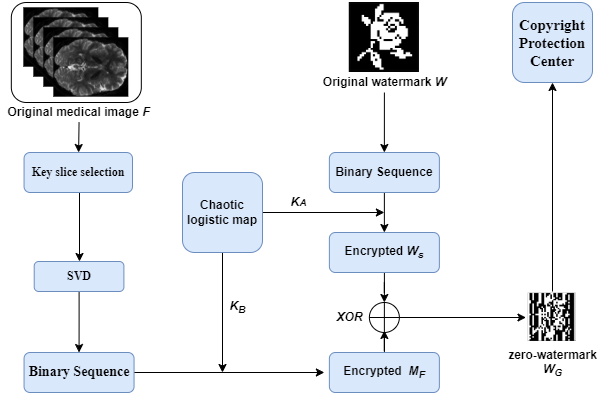 Original medical image F
Key slice selection
SVD
Binary Sequence
Chaotic
logistic map
KA
KB
Original watermark W
Binary Sequence
Encrypted Ws
XOR
Encrypted MF
Copyright
Protection
Center
zero-watermark
WG